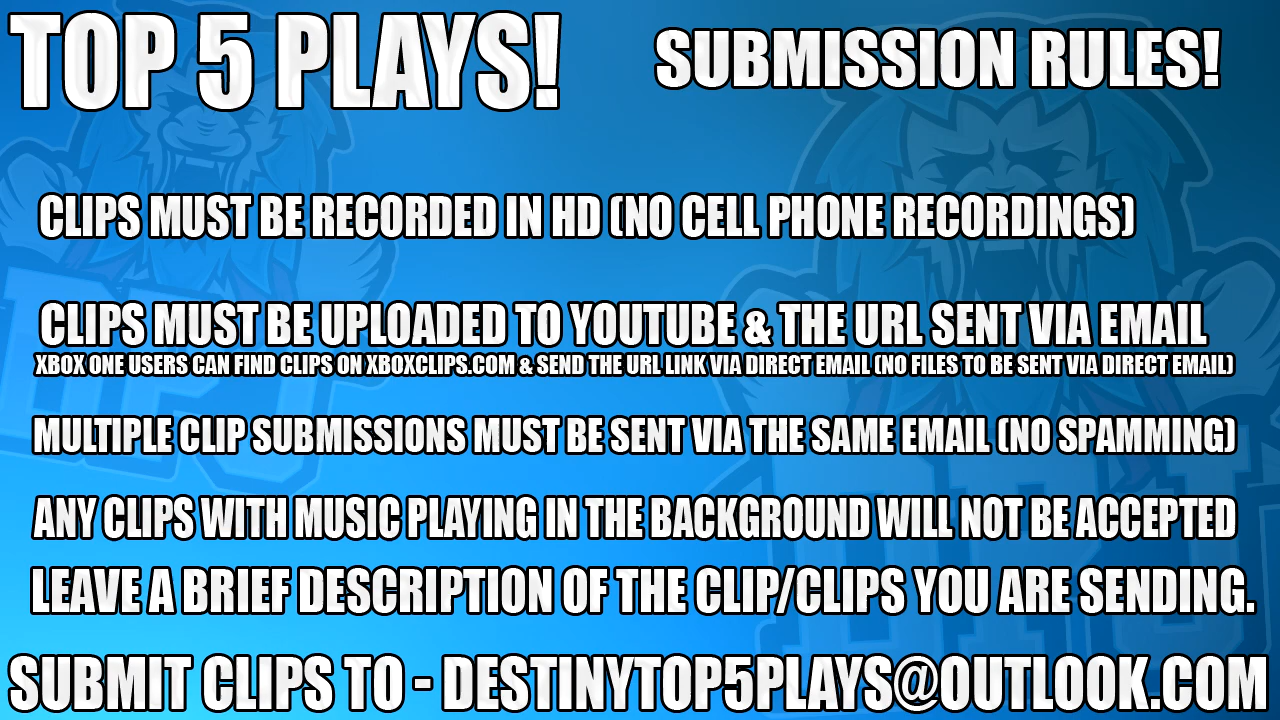 TOP 5 PLAYS!
SUBMISSION RULES!
CLIPS MUST BE RECORDED IN HD (NO CELL PHONE RECORDINGS)
CLIPS MUST BE UPLOADED TO YOUTUBE & THE URL SENT VIA EMAIL
XBOX ONE USERS CAN FIND CLIPS ON XBOXCLIPS.COM & SEND THE URL LINK VIA DIRECT EMAIL (NO FILES TO BE SENT VIA DIRECT EMAIL)
MULTIPLE CLIP SUBMISSIONS MUST BE SENT VIA THE SAME EMAIL (NO SPAMMING)
ANY CLIPS WITH MUSIC PLAYING IN THE BACKGROUND WILL NOT BE ACCEPTED
LEAVE A BRIEF DESCRIPTION OF THE CLIP/CLIPS YOU ARE SENDING.
SUBMIT CLIPS TO - DESTINYTOP5PLAYS@OUTLOOK.COM